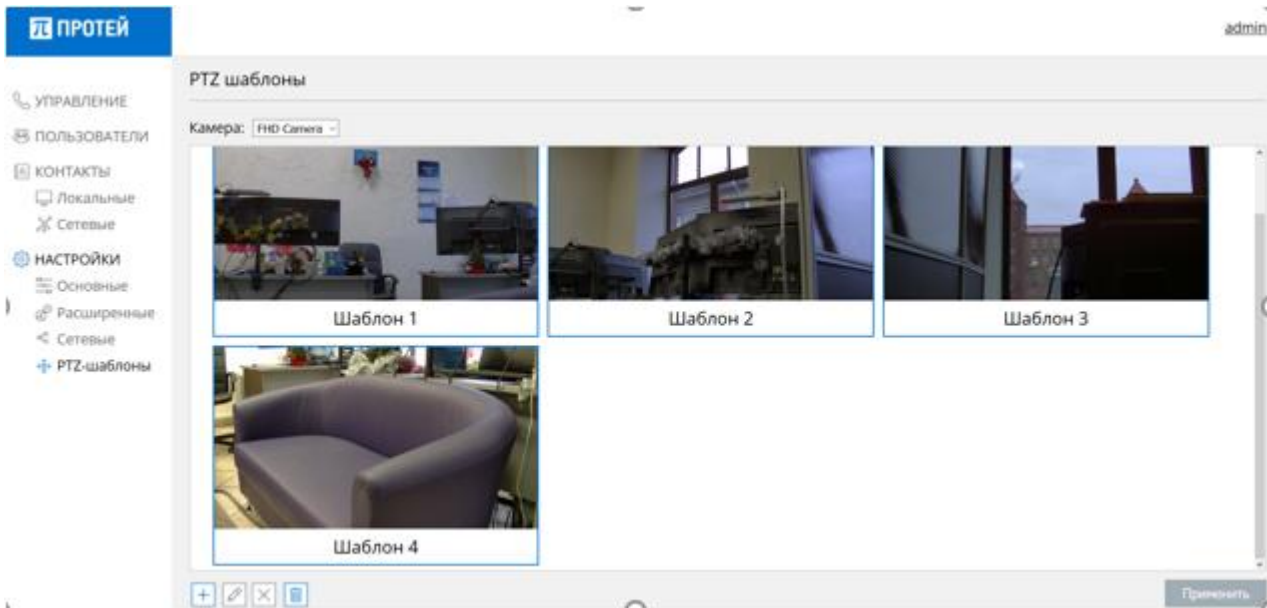 ПРОТЕЙ
admin
УПРАВЛЕНИЕ
ПОЛЬЗОВАТЕЛИ
КОНТАКТЫ
Локальные
Сетевые
НАСТРОЙКИ
Основные
Расширенные
Сетевые
PTZ-шаблоны
PTZ шаблоны
Камера: FHD Camera
Шаблон 1
Шаблон 2
Шаблон 3
Шаблон 4
Применить